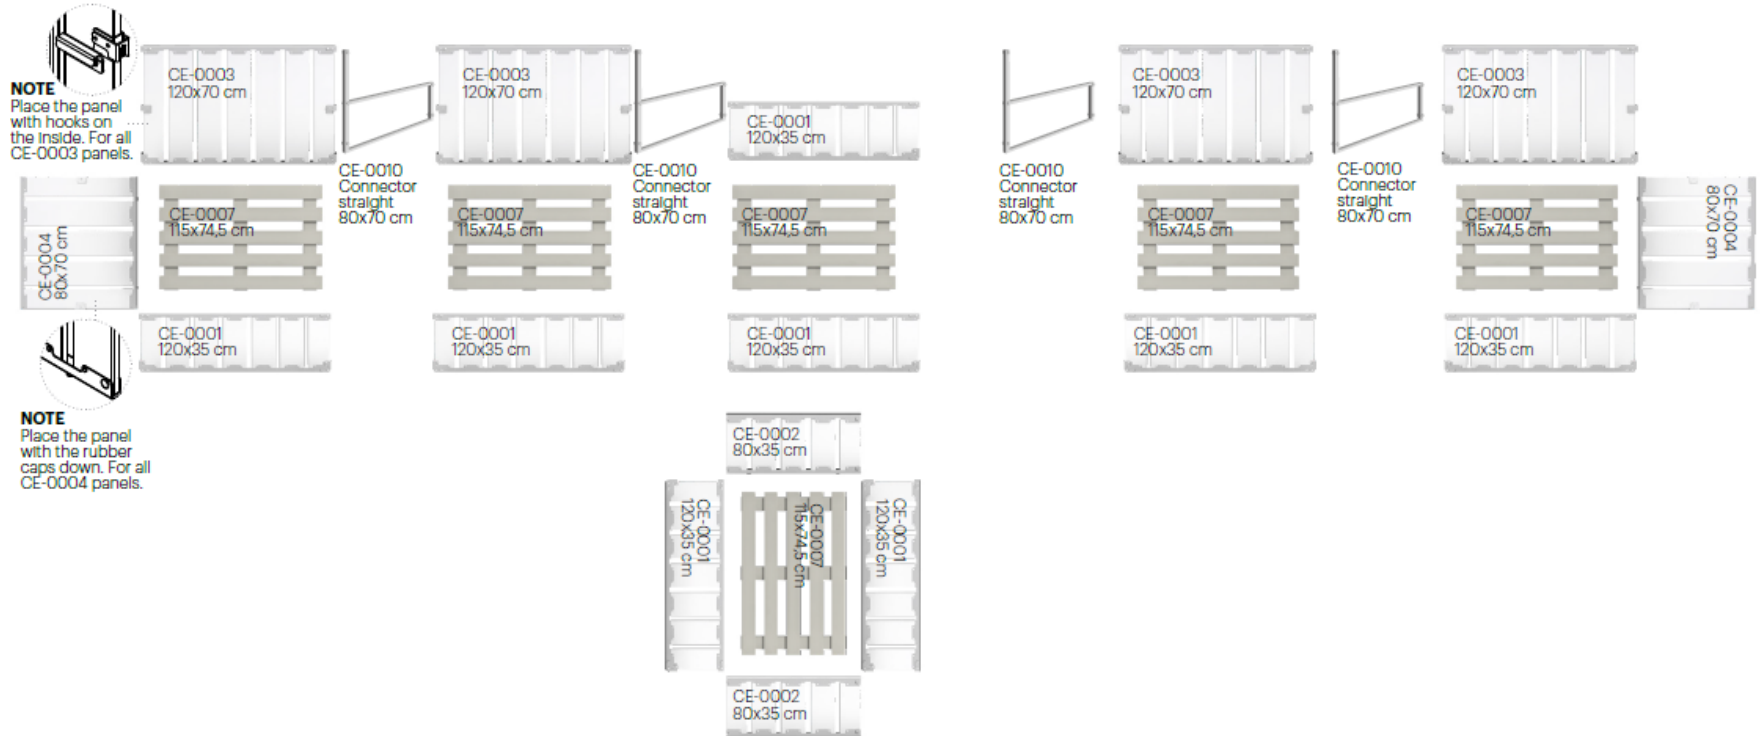 NOTE
Place the panel
with hooks on
the inside. For all
CE-0003 panels.
CE-0003
120x70 cm
CE-0010
Connector
straight
80x70 cm
CE-0003
120x70 cm
CE-0010
Connector
straight
80x70 cm
CE-0001
120x35 cm
CE-0010
Connector
straight
80x70 cm
CE-0003
120x70 cm
CE-0010
Connector
straight
80x70 cm
CE-0003
120x70 cm
CE-0004
80x70 cm
CE-0007
115x74,5 cm
CE-0007
115x74,5 cm
CE-0007
115x74,5 cm
CE-0007
115x74,5 cm
CE-0007
115x74,5 cm
CE-0004
80x70 cm
CE-0001
120x35 cm
CE-0001
120x35 cm
CE-0001
120x35 cm
CE-0001
120x35 cm
CE-0001
120x35 cm
NOTE
Place the panel
with the rubber
caps down. For all
CE-0004 panels.
CE-0002
80x35 cm
CE-0001
120x35 cm
CE-0007
115x74,5 cm
CE-0001
120x35 cm
CE-0002
80x35 cm